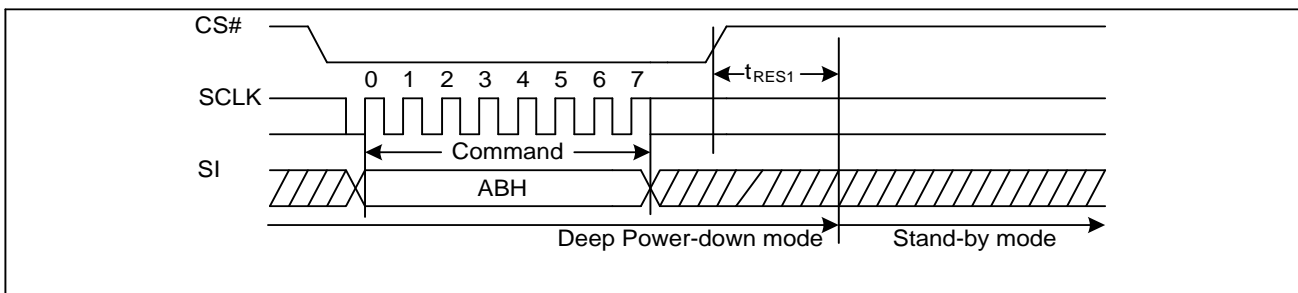 CS#
tRES1
0 1 2 3 4 5 6 7
SCLK
Command
SI
ABH
Deep Power-down mode Stand-by mode